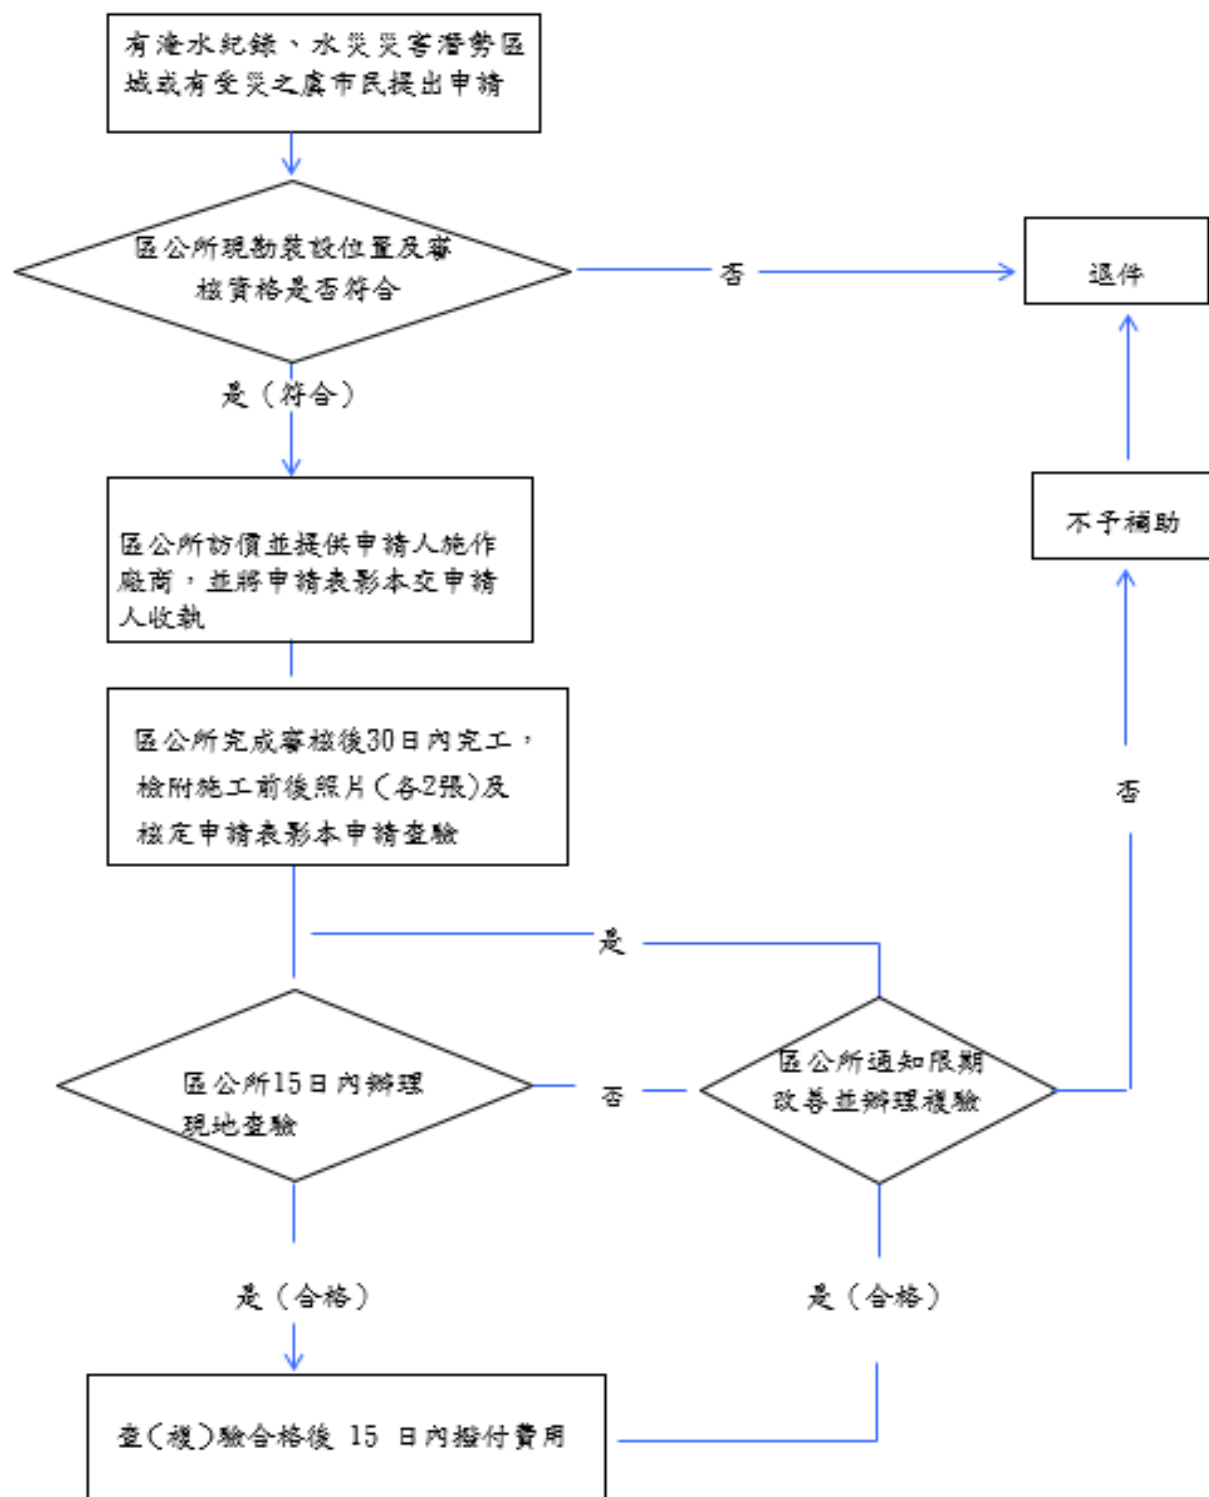 有淹水紀錄、水災災害潛勢區
域或有受災之虞市民提出申請
區公所現勘裝設位置及審
核資格是否符合
否
退件
是（符合）
區公所訪價並提供申請人施作
廠商，並將申請表影本交申請
人收執
不予補助
區公所完成審核後30日內完工，
檢附施工前後照片(各2張)及
核定申請表影本申請查驗
否
是
區公所15日內辦理
現地查驗
否
區公所通知限期
改善並辦理複驗
是（合格）
是（合格）
查(複)驗合格後 15 日內撥付費用